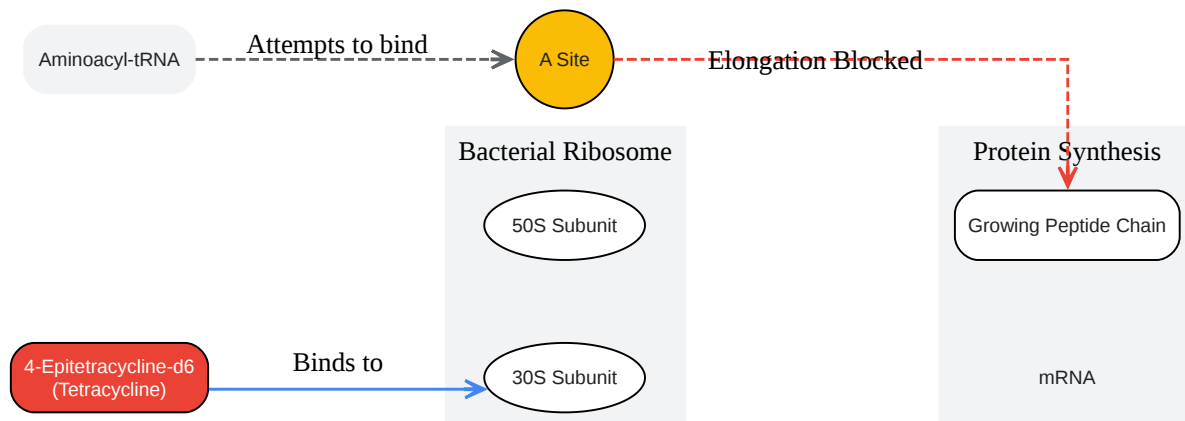 Aminoacyl-tRNA
Attempts to bind
A Site
Elongation Blocked
Bacterial Ribosome
Protein Synthesis
50S Subunit
Growing Peptide Chain
4-Epitetracycline-d6
(Tetracycline)
Binds to
30S Subunit
mRNA